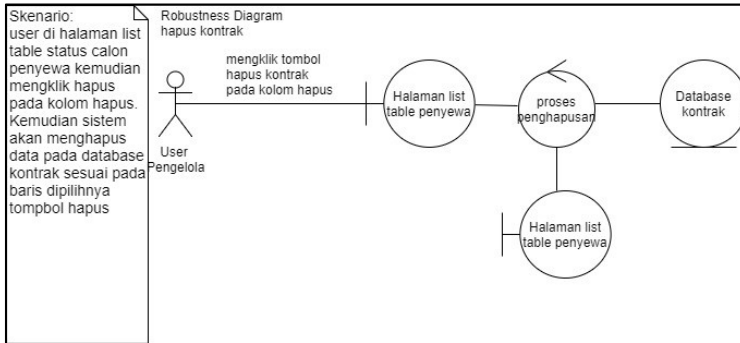 Skenario:
user di halaman list
table status calon
penyewa kemudian
mengklik hapus
pada kolom hapus.
Kemudian sistem
akan menghapus
data pada database
kontrak sesuai pada
baris dipilihnya
tompbol hapus
Robustness Diagram
hapus kontrak
mengklik tombol
hapus kontrak
pada kolom hapus
User
Pengelola
Halaman list
table penyewa
proses
penghapusan
Database
kontrak
Halaman list
table penyewa